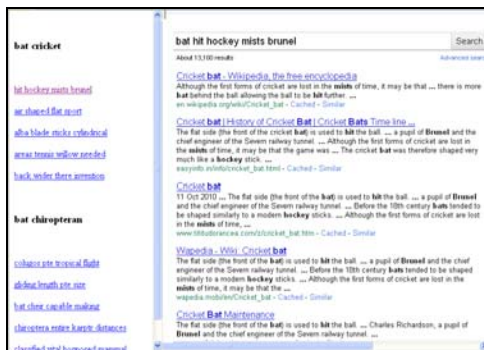 bat cricket
hit hockey mists brunel
air shaped flat sport
alba blade sticks cylindrical
areas tennis willow needed
back wider there invention
bat chiropteran
colugos pte tropical flight
gliding length pte size
bat cheir capable making
chiroptera entire karptc distances
classified vital honored mammal
bat hit hockey mists brunel
Search
About 13,100 results
Advanced search
Cricket bat - Wikipedia, the free encyclopedia
Although the first forms of cricket are lost in the mists of time, it may be that ... there is more
bat behind the ball allowing the ball to be hit further. ...
en.wikipedia.org/wiki/Cricket_bat - Cached - Similar
Cricket bat | History of Cricket Bat | Cricket Bats Time line ...
The flat side (the front of the cricket bat) is used to hit the ball. ... a pupil of Brunel and the
chief engineer of the Severn railway tunnel. ... Although the first forms of cricket are lost in
the mists of time, it may be that the game was ... The cricket bat was therefore shaped very
much like a hockey stick. ...
easyinfo.in/info/cricket_bat.html - Cached - Similar
Cricket bat
11 Oct 2010 ... The flat side (the front of the bat) is used to hit the ball. ... a pupil of Brunel
and the chief engineer of the Severn railway tunnel. ... Before the 18th century bats tended to
be shaped similarly to a modern hockey sticks. ... Although the first forms of cricket are lost
in the mists of time, ...
Cached - Similar
Wapedia - Wiki: Cricket bat
The flat side (the front of the bat) is used to hit the ball. ... a pupil of Brunel and the chief
engineer of the Severn railway tunnel. ... Before the 18th century bats tended to be shaped
similarly to a modern hockey sticks. ... Although the first forms of cricket are lost in the
mists of time, it may be that the ...
wapedia.mobi/en/Cricket_bat - Cached - Similar
Cricket Bat Maintenance
The flat side (the front of the bat) is used to hit the ball. ... Charles Richardson, a pupil of
Brunel and the chief engineer of the Severn railway tunnel. ... Although the first forms of